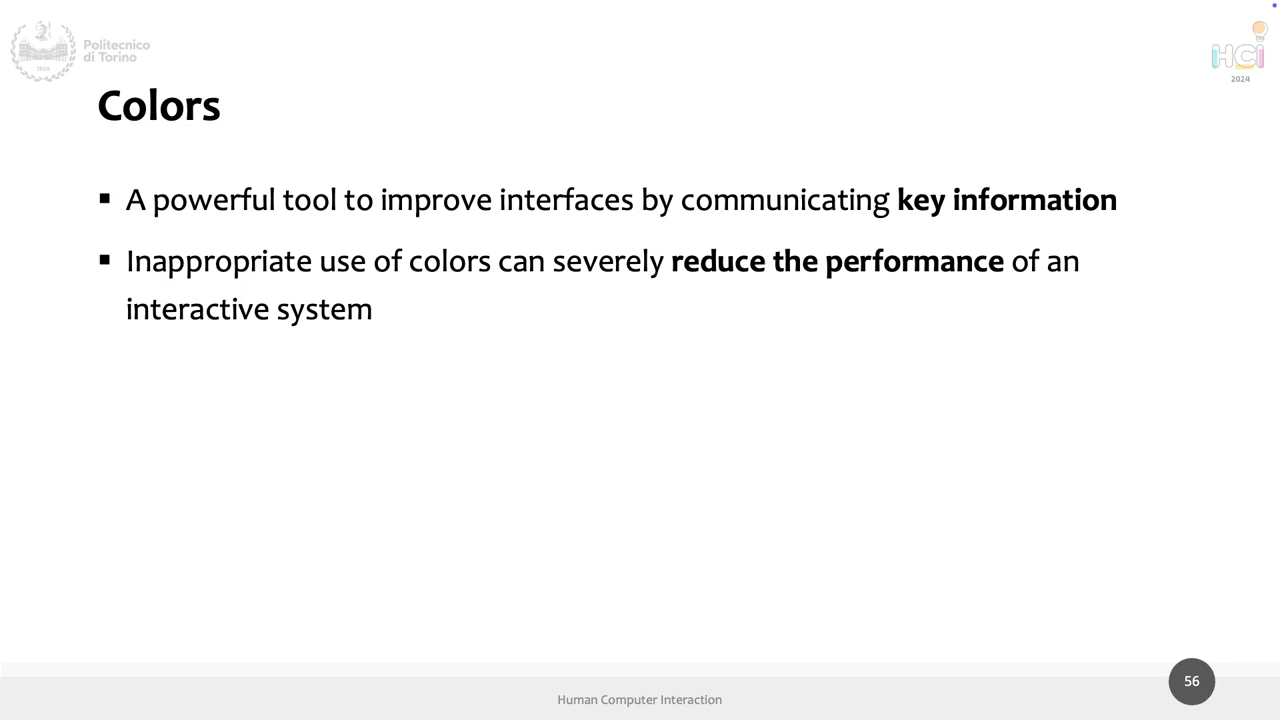 Politecnico
di Torino
1859
HCI
2024
Colors
▪ A powerful tool to improve interfaces by communicating key information
▪ Inappropriate use of colors can severely reduce the performance of an
interactive system
56
Human Computer Interaction